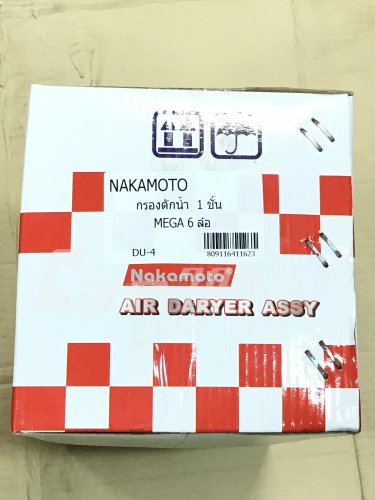 NAKAMOTO
กรองดักน้ำ 1 ชั้น
MEGA 6 ล้อ
DU-4
809116411623
Nakamoto®
AIR DARYER ASSY